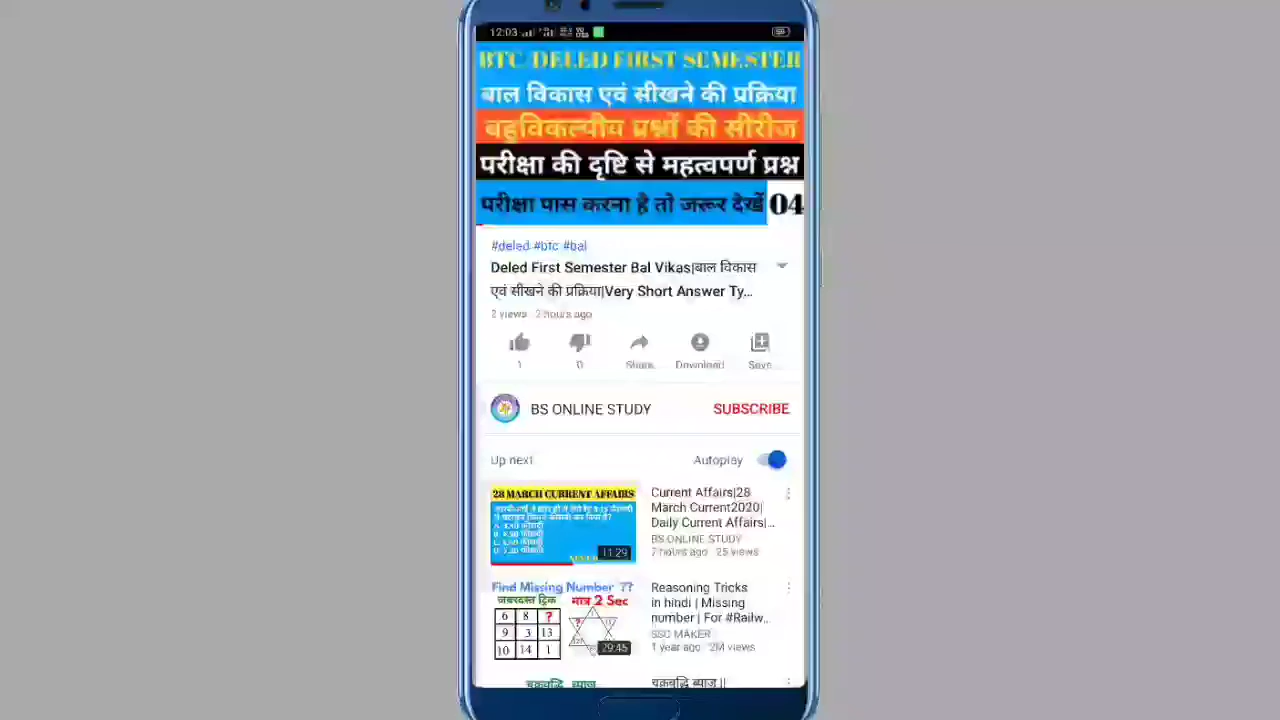 12:03
BTC DELED FIRST SEMESTER
बाल विकास एवं सीखने की प्रक्रिया
बहुविकल्पीय प्रश्नों की सीरीज
परीक्षा की दृष्टि से महत्वपर्ण प्रश्न
परीक्षा पास करना है तो जरूर देखें 04
#deled #btc #bal
Deled First Semester Bal Vikas|बाल विकास
एवं सीखने की प्रक्रिया|Very Short Answer Ty...
2 views 2 hours ago
1 0 Share Download Save
BS ONLINE STUDY SUBSCRIBE
Up next Autoplay
28 MARCH CURRENT AFFAIRS
11:29
Current Affairs|28
March Current2020|
Daily Current Affairs|...
BS ONLINE STUDY
7 hours ago 25 views
Find Missing Number ??
जबरदस्त ट्रिक मात्र 2 Sec
6 8 ?
9 3 13
10 14 1
29:45
Reasoning Tricks
in hindi | Missing
number | For #Railw...
SSC MAKER
1 year ago 2M views
चक्रवृद्धि ब्याज
चक्रवृद्धि ब्याज ||